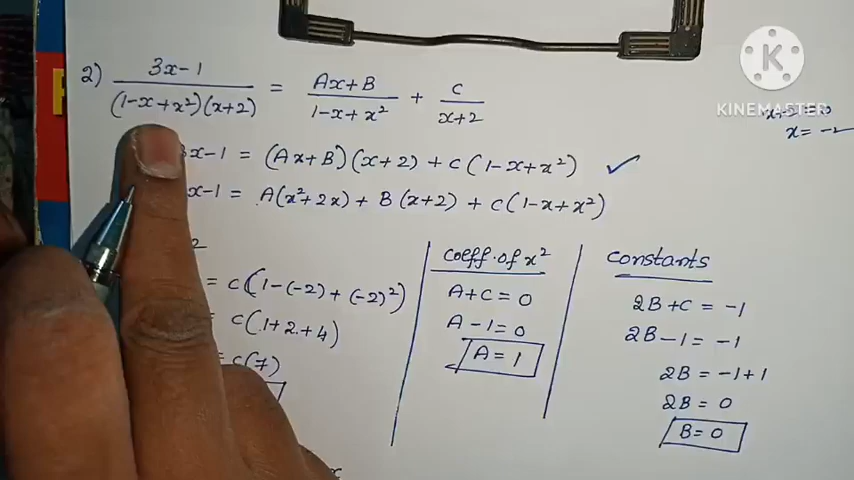 2) 3x-1 / (1-x+x²)(x+2) = Ax+B / 1-x+x² + C / x+2
3x-1 = (Ax+B)(x+2) + C(1-x+x²) ✓
x-1 = A(x²+2x) + B(x+2) + C(1-x+x²)
2
= C(1-(-2)+(-2)²)
= C(1+2+4)
= C(7)
coeff. of x²
A+C = 0
A-1 = 0
A = 1
constants
2B+C = -1
2B-1 = -1
2B = -1+1
2B = 0
B = 0
x = -2
K
KINEMASTER